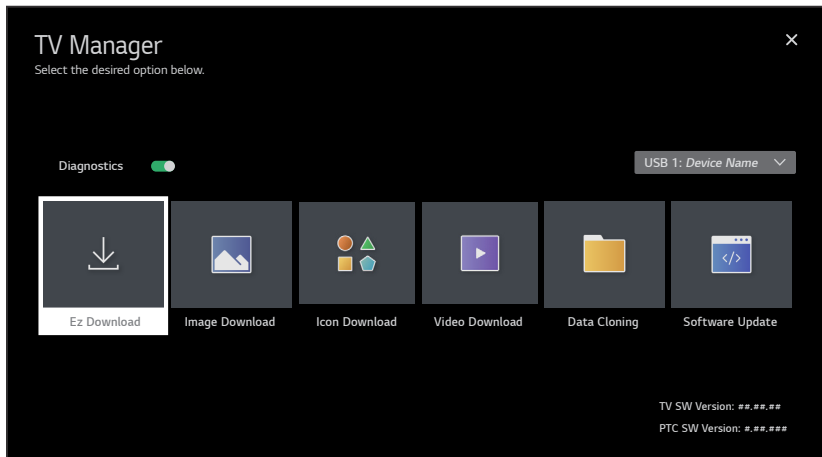 TV Manager
Select the desired option below.
Diagnostics
USB 1: Device Name
Ez Download
Image Download
Icon Download
Video Download
Data Cloning
</>
Software Update
TV SW Version: ##.##.##
PTC SW Version: #.##.###